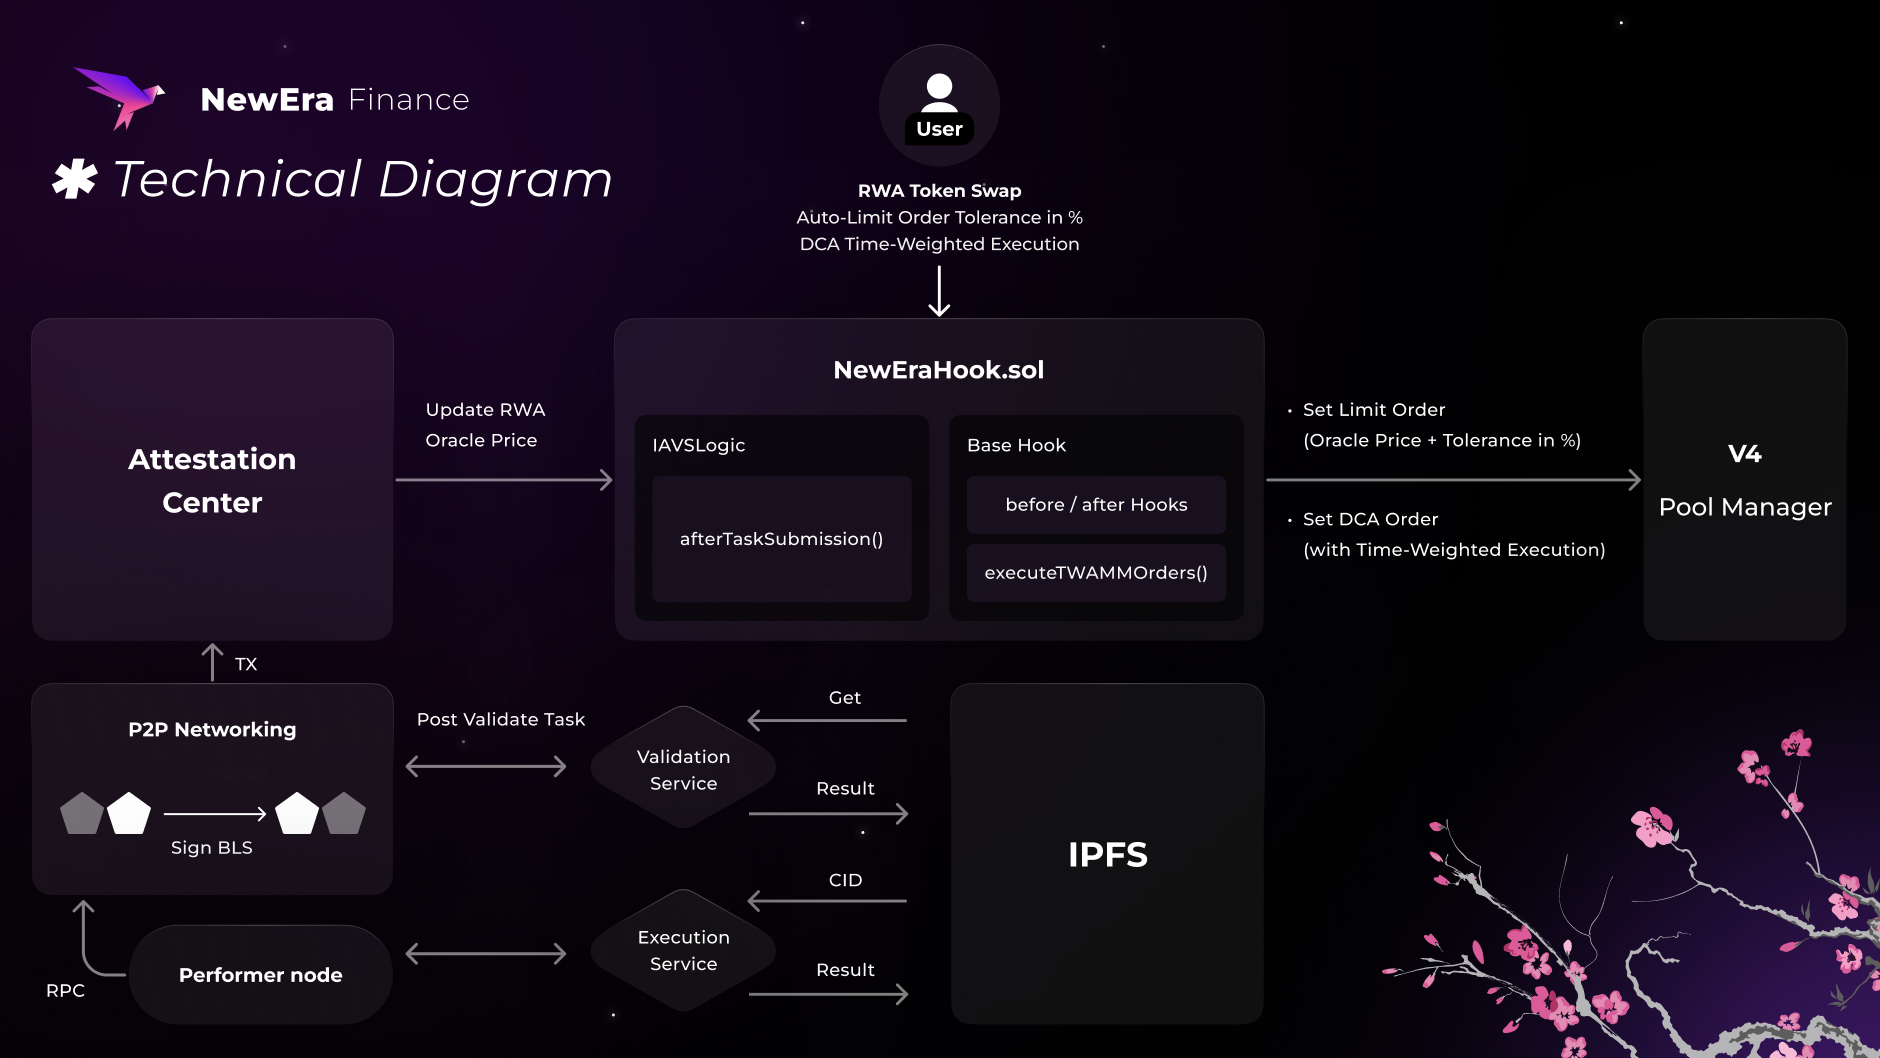 NewEra Finance
✱ Technical Diagram
User
RWA Token Swap
Auto-Limit Order Tolerance in %
DCA Time-Weighted Execution
Attestation
Center
Update RWA
Oracle Price
NewEraHook.sol
IAVSLogic
afterTaskSubmission()
Base Hook
before / after Hooks
executeTWAMMOrders()
• Set Limit Order
(Oracle Price + Tolerance in %)
• Set DCA Order
(with Time-Weighted Execution)
V4
Pool Manager
TX
P2P Networking
Sign BLS
Post Validate Task
Validation
Service
Get
Result
IPFS
CID
Execution
Service
Result
Performer node
RPC